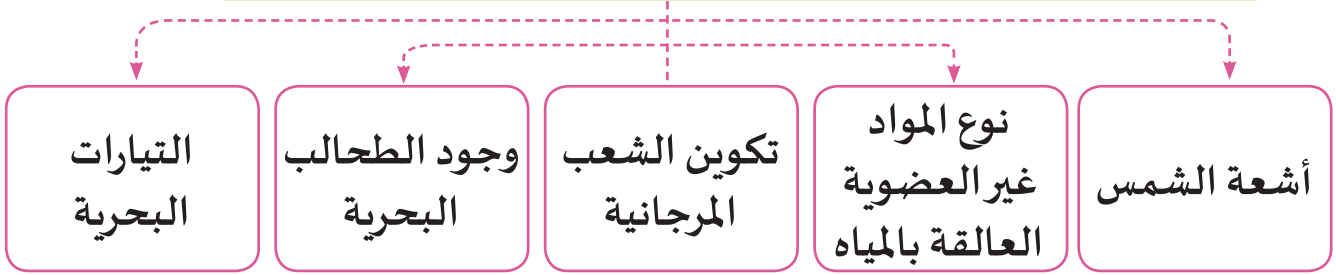 أشعة الشمس
نوع المواد
غير العضوية
العالقة بالمياه
تكوين الشعب
المرجانية
وجود الطحالب
البحرية
التيارات
البحرية